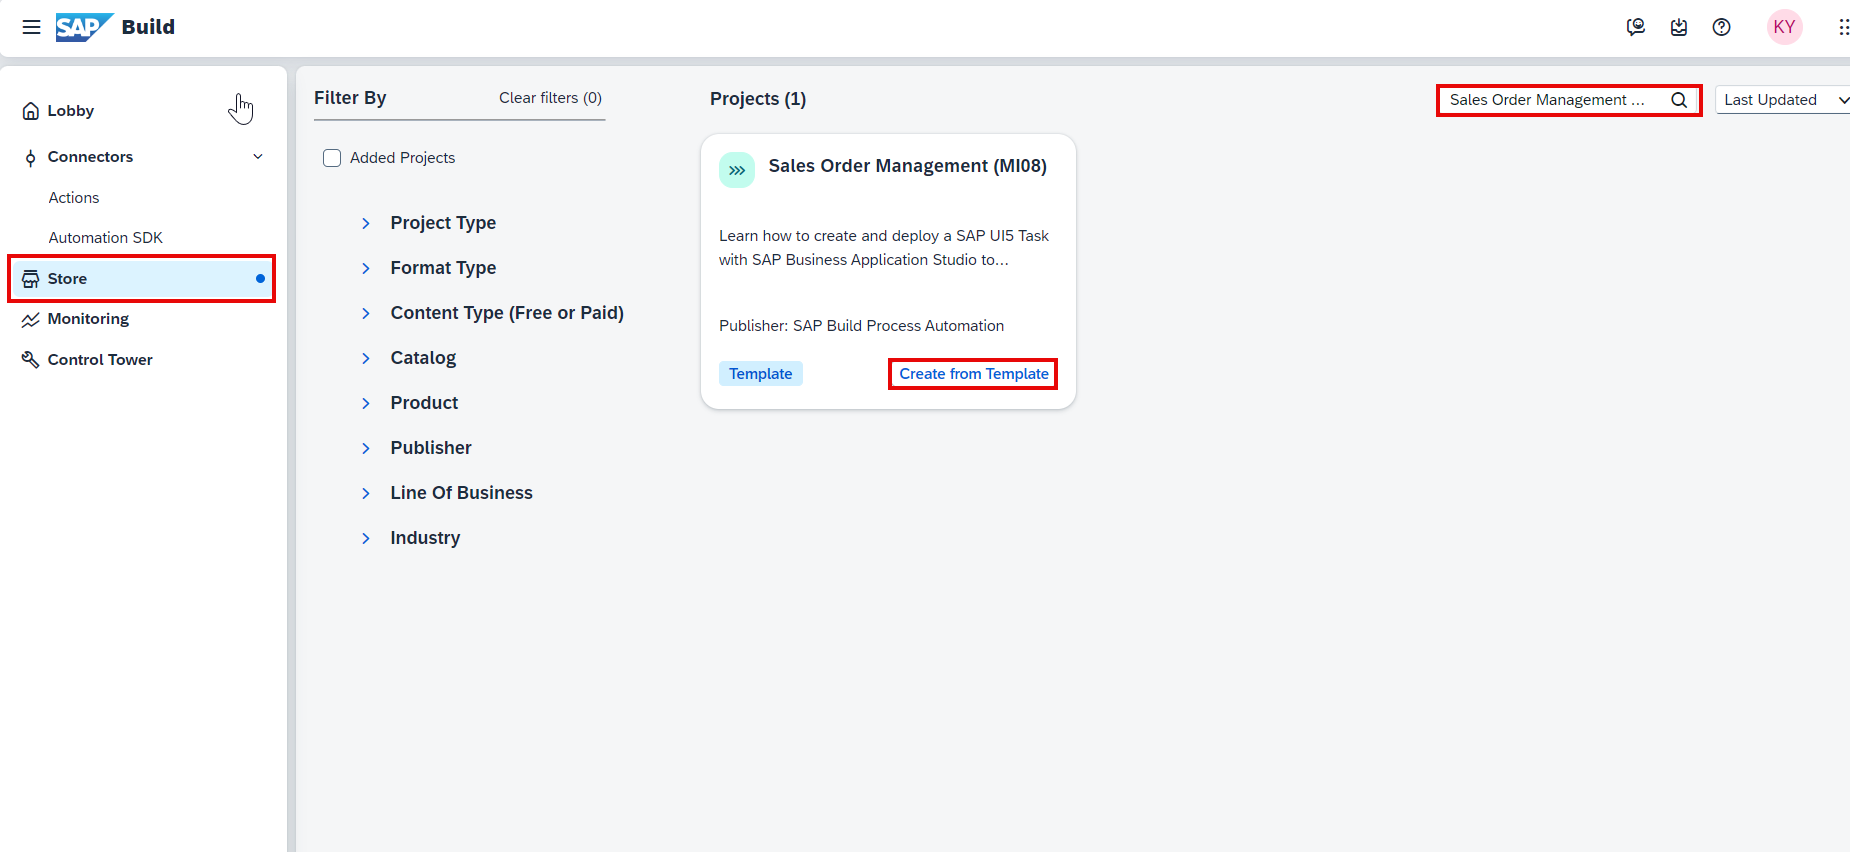 SAP Build
KY
Lobby
Connectors
Actions
Automation SDK
Store
Monitoring
Control Tower
Filter By
Clear filters (0)
Added Projects
Project Type
Format Type
Content Type (Free or Paid)
Catalog
Product
Publisher
Line Of Business
Industry
Projects (1)
Sales Order Management ...
Last Updated
Sales Order Management (MI08)
Learn how to create and deploy a SAP UI5 Task
with SAP Business Application Studio to...
Publisher: SAP Build Process Automation
Template
Create from Template